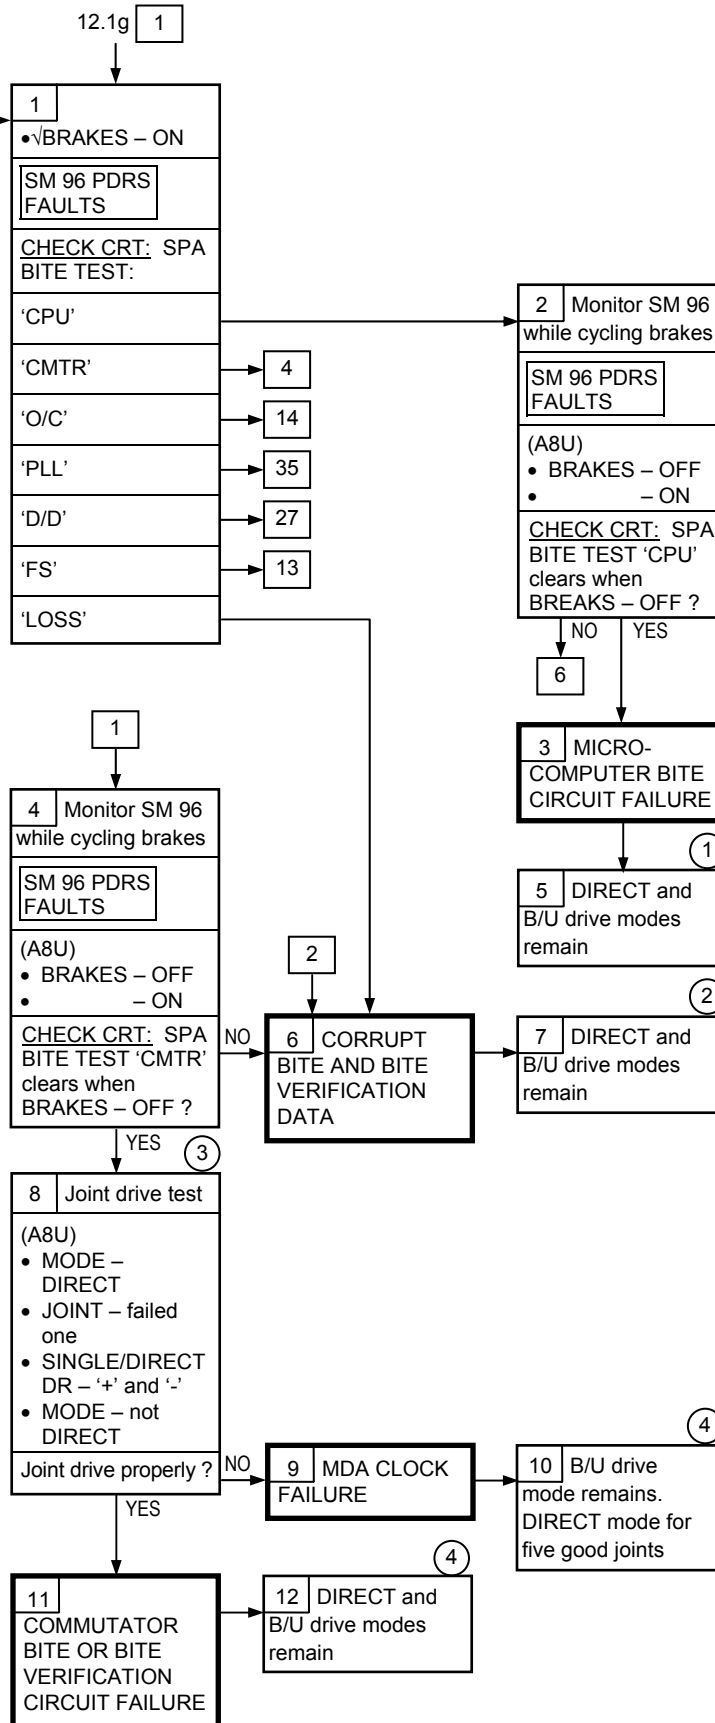 12.1g 1
1
•√BRAKES – ON
SM 96 PDRS
FAULTS
CHECK CRT: SPA
BITE TEST:
‘CPU’
‘CMTR’
4
‘O/C’
14
‘PLL’
35
‘D/D’
27
‘FS’
13
‘LOSS’
2 Monitor SM 96
while cycling brakes
SM 96 PDRS
FAULTS
(A8U)
• BRAKES – OFF
• – ON
CHECK CRT: SPA
BITE TEST ‘CPU’
clears when
BREAKS – OFF ?
NO YES
6
3 MICRO-
COMPUTER BITE
CIRCUIT FAILURE
1
5 DIRECT and
B/U drive modes
remain
1
4 Monitor SM 96
while cycling brakes
SM 96 PDRS
FAULTS
(A8U)
• BRAKES – OFF
• – ON
CHECK CRT: SPA
BITE TEST ‘CMTR’
clears when
BRAKES – OFF ?
NO
YES
2
6 CORRUPT
BITE AND BITE
VERIFICATION
DATA
2
7 DIRECT and
B/U drive modes
remain
3
8 Joint drive test
(A8U)
• MODE –
DIRECT
• JOINT – failed
one
• SINGLE/DIRECT
DR – ‘+’ and ‘-’
• MODE – not
DIRECT
Joint drive properly ?
NO
YES
9 MDA CLOCK
FAILURE
4
10 B/U drive
mode remains.
DIRECT mode for
five good joints
11
COMMUTATOR
BITE OR BITE
VERIFICATION
CIRCUIT FAILURE
4
12 DIRECT and
B/U drive modes
remain